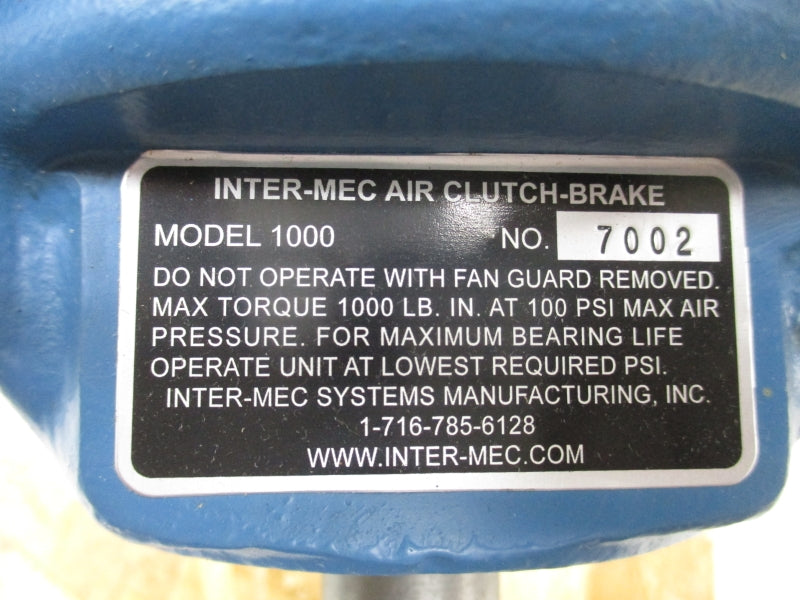 INTER-MEC AIR CLUTCH-BRAKE
MODEL 1000 NO. 7002
DO NOT OPERATE WITH FAN GUARD REMOVED.
MAX TORQUE 1000 LB. IN. AT 100 PSI MAX AIR
PRESSURE. FOR MAXIMUM BEARING LIFE
OPERATE UNIT AT LOWEST REQUIRED PSI.
INTER-MEC SYSTEMS MANUFACTURING, INC.
1-716-785-6128
WWW.INTER-MEC.COM